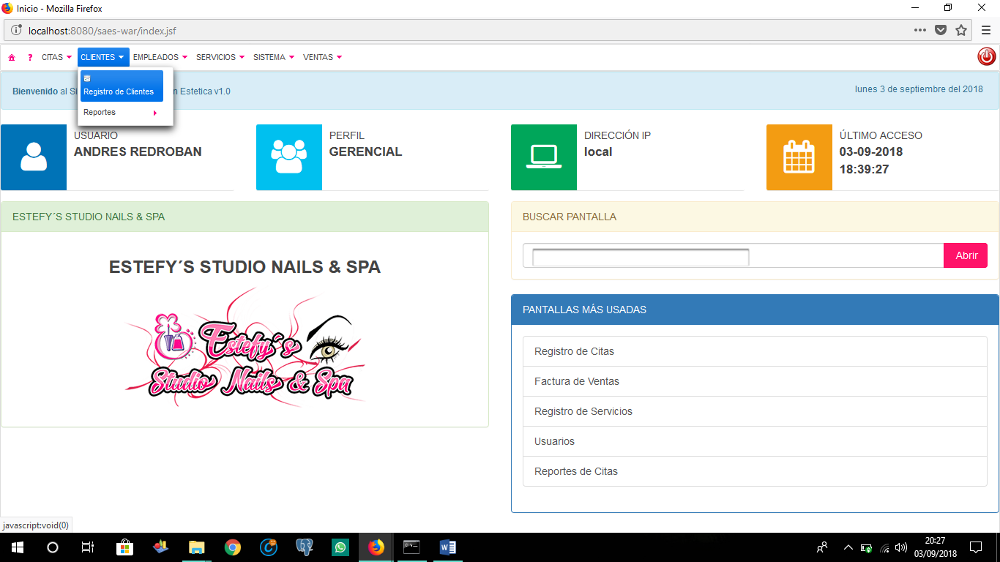 Inicio - Mozilla Firefox
localhost:8080/saes-war/index.jsf
? CITAS CLIENTES EMPLEADOS SERVICIOS SISTEMA VENTAS
Registro de Clientes
Reportes
Bienvenido al Si n Estetica v1.0
lunes 3 de septiembre del 2018
USUARIO
ANDRES REDROBAN
PERFIL
GERENCIAL
DIRECCIÓN IP
local
ÚLTIMO ACCESO
03-09-2018
18:39:27
ESTEFY´S STUDIO NAILS & SPA
ESTEFY´S STUDIO NAILS & SPA
Estefy´s
Studio Nails & Spa
BUSCAR PANTALLA
Abrir
PANTALLAS MÁS USADAS
Registro de Citas
Factura de Ventas
Registro de Servicios
Usuarios
Reportes de Citas
javascript:void(0)
20:27
03/09/2018